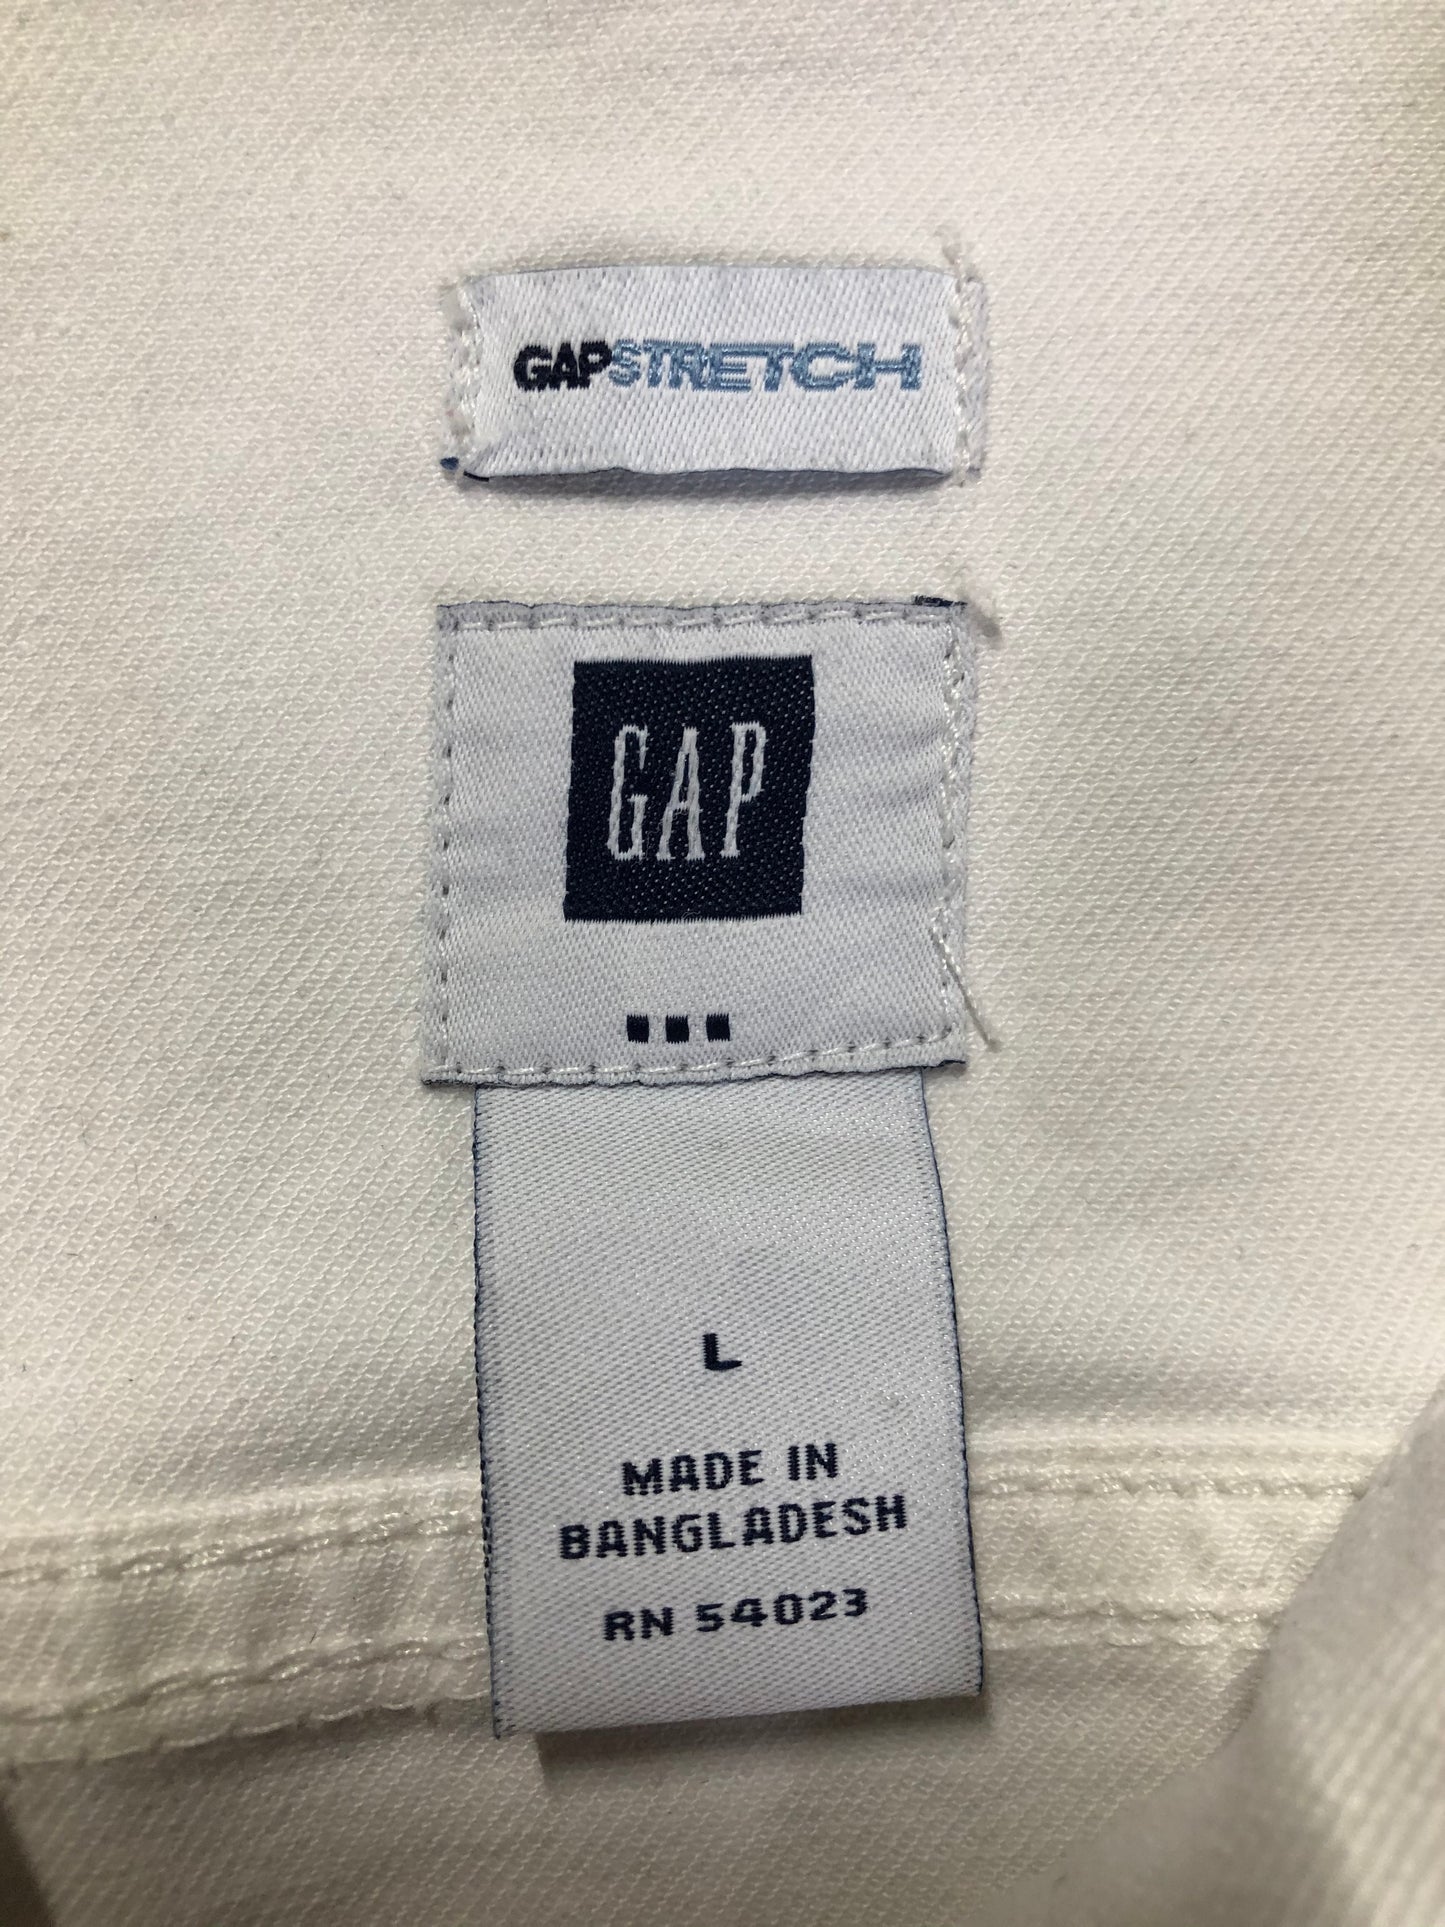 GAPSTRETCH
GAP
L
MADE IN
BANGLADESH
RN 54023